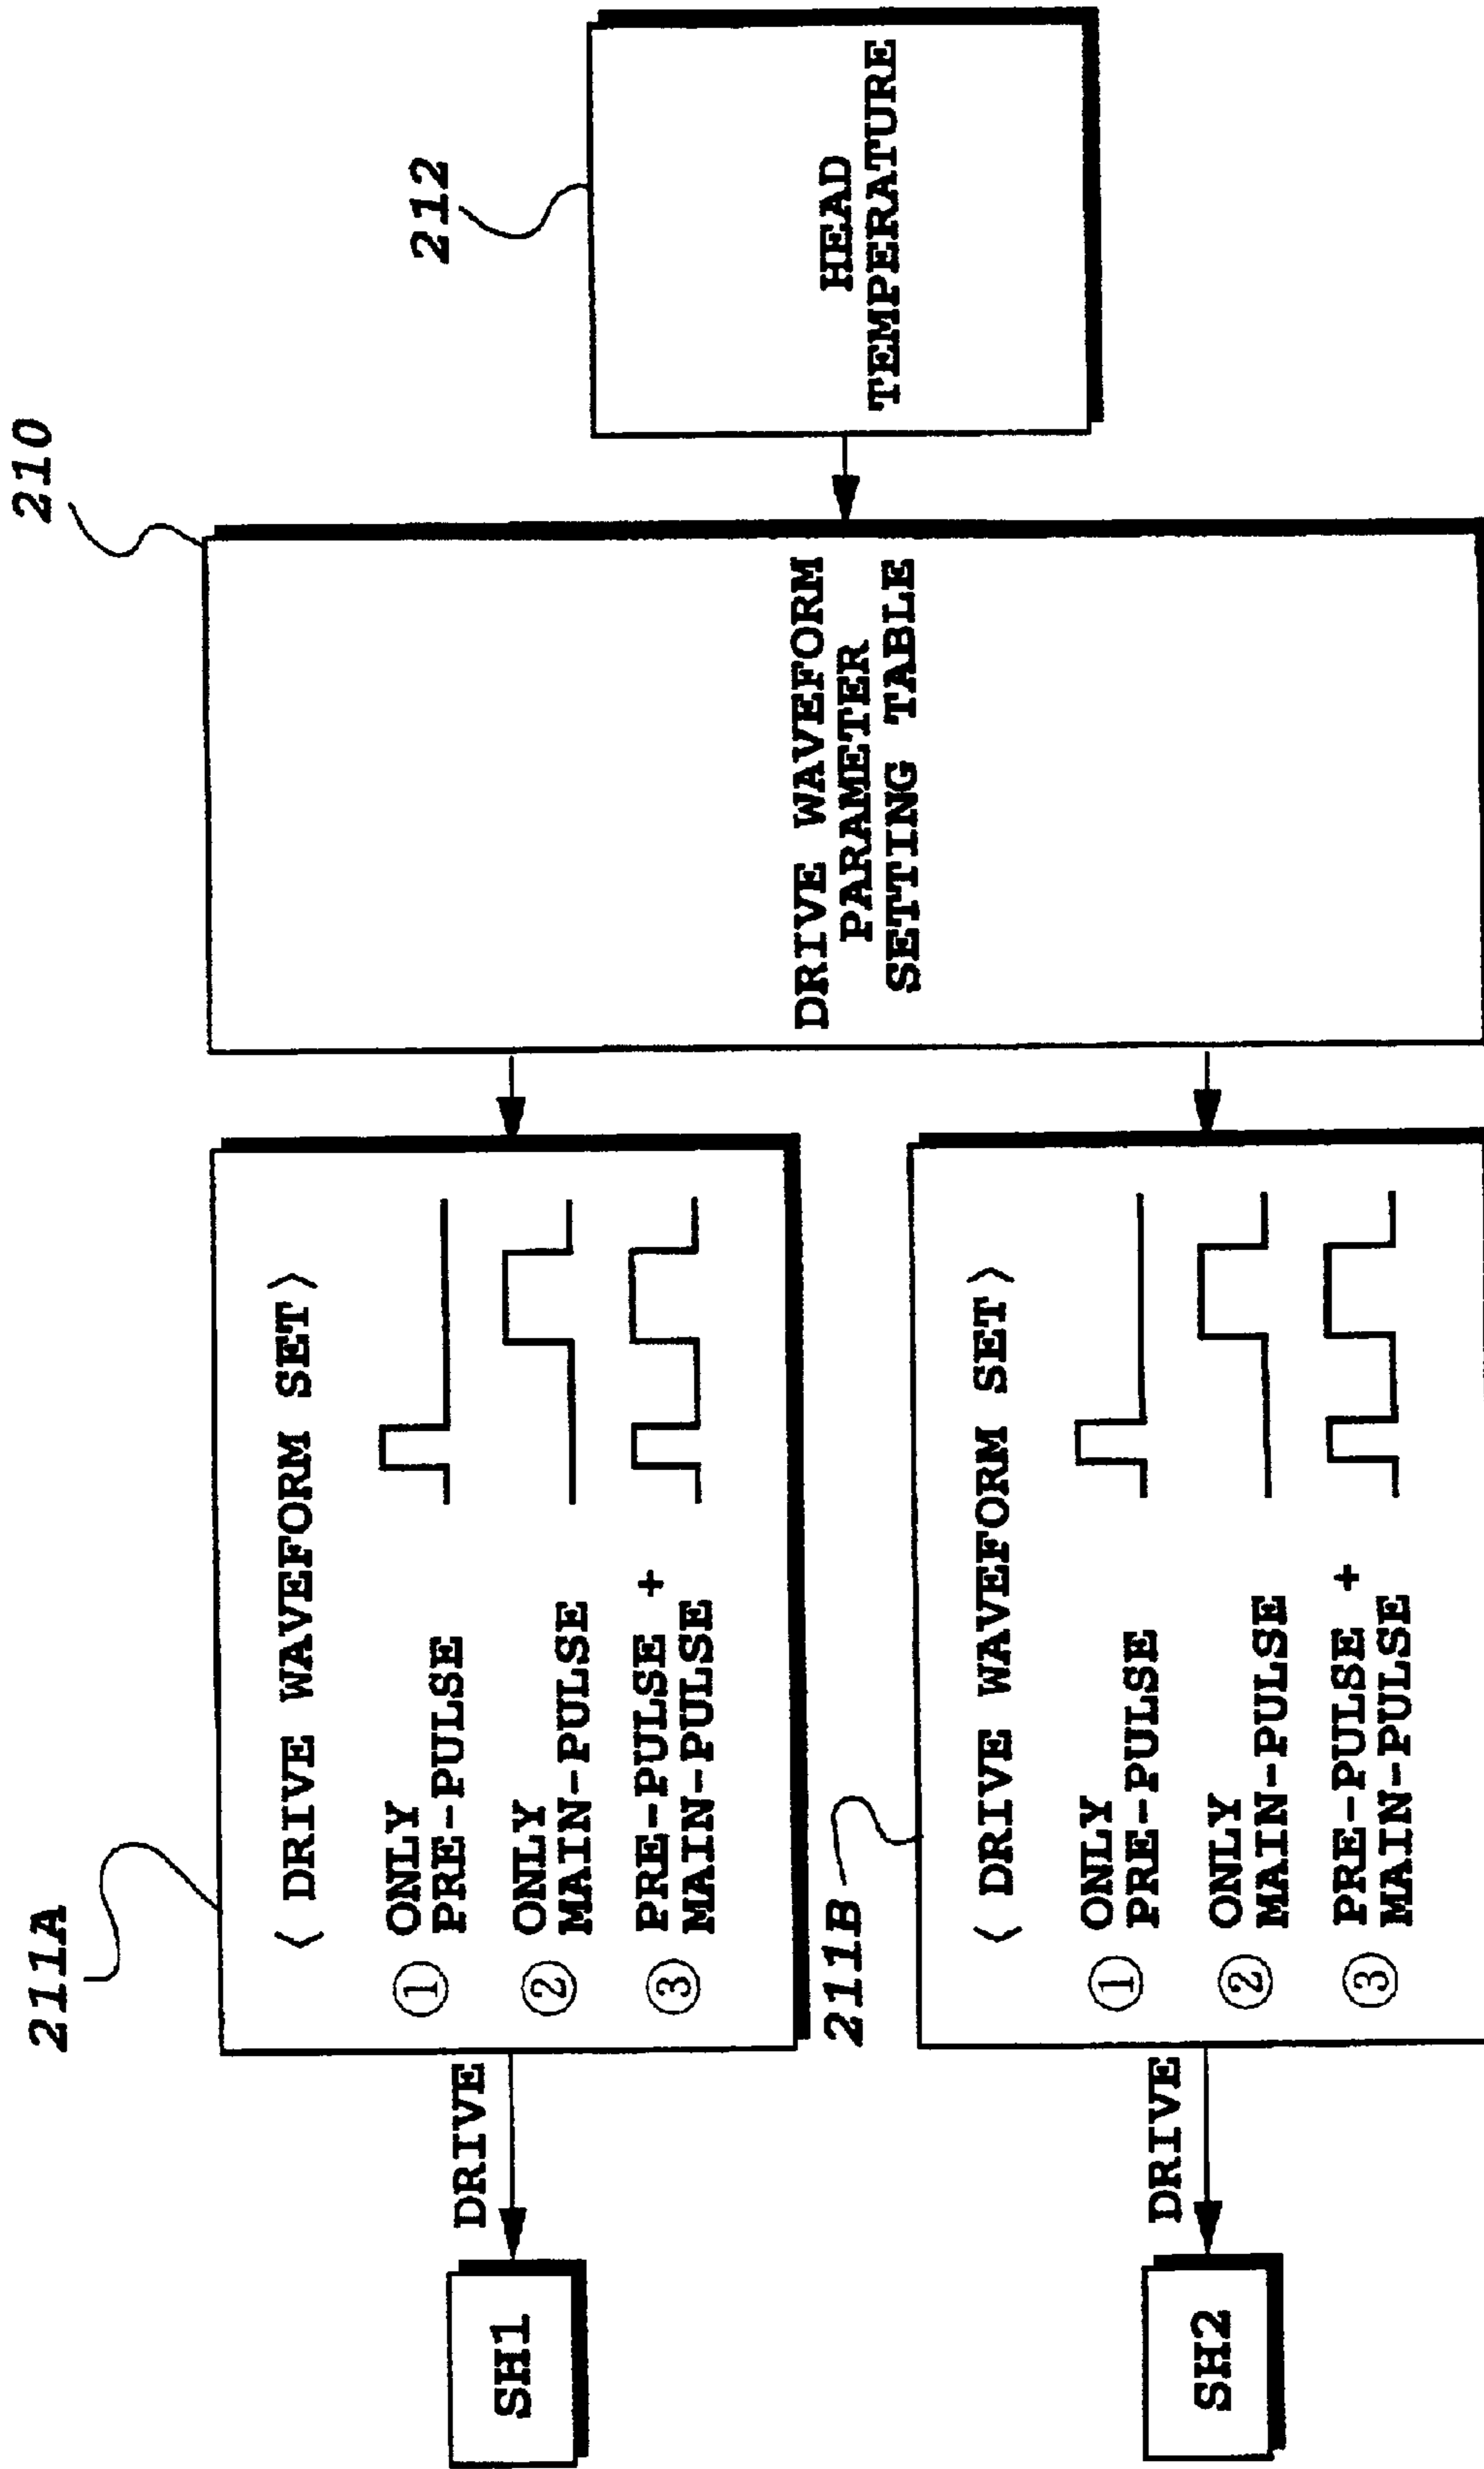 211A
210
212
SH1
DRIVE
〈 DRIVE WAVEFORM SET 〉
① ONLY
PRE-PULSE
② ONLY
MAIN-PULSE
③ PRE-PULSE +
MAIN-PULSE
DRIVE WAVEFORM
PARAMETER
SETTING TABLE
HEAD
TEMPERATURE
211B
SH2
DRIVE
〈 DRIVE WAVEFORM SET 〉
① ONLY
PRE-PULSE
② ONLY
MAIN-PULSE
③ PRE-PULSE +
MAIN-PULSE